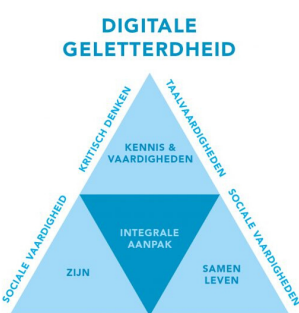 DIGITALE
GELETTERDHEID
KRITISCH DENKEN
TAALVAARDIGHEDEN
KENNIS &
VAARDIGHEDEN
SOCIALE VAARDIGHEID
SOCIALE VAARDIGHEDEN
INTEGRALE
AANPAK
ZIJN
SAMEN
LEVEN